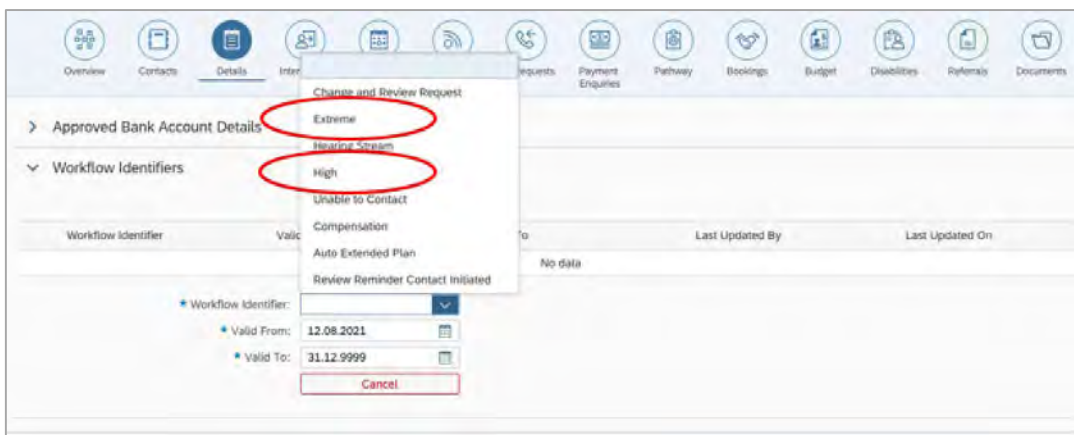 Overview Contacts Details Inter equests Payment Enquiries Pathway Bookings Budget Disabilities Referrals Documents
Change and Review Request
Approved Bank Account Details
Extreme
Hearing Stream
Workflow Identifiers
High
Unable to Contact
Compensation
Workflow Identifier Valid To Last Updated By Last Updated On
Auto Extended Plan
No data
Review Reminder Contact Initiated
* Workflow Identifier:
* Valid From: 12.08.2021
* Valid To: 31.12.9999
Cancel